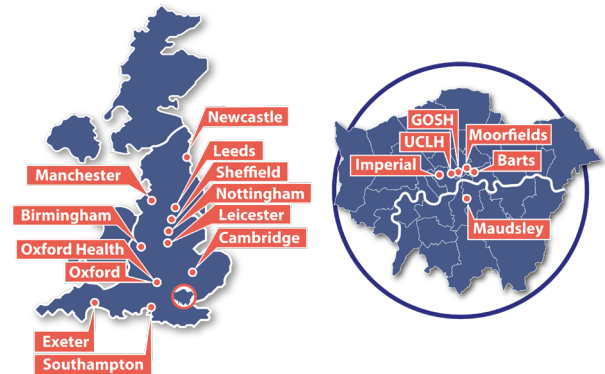 Newcastle
Leeds
Sheffield
Nottingham
Leicester
Cambridge
Manchester
Birmingham
Oxford Health
Oxford
Exeter
Southampton
GOSH
UCLH
Moorfields
Imperial
Barts
Maudsley